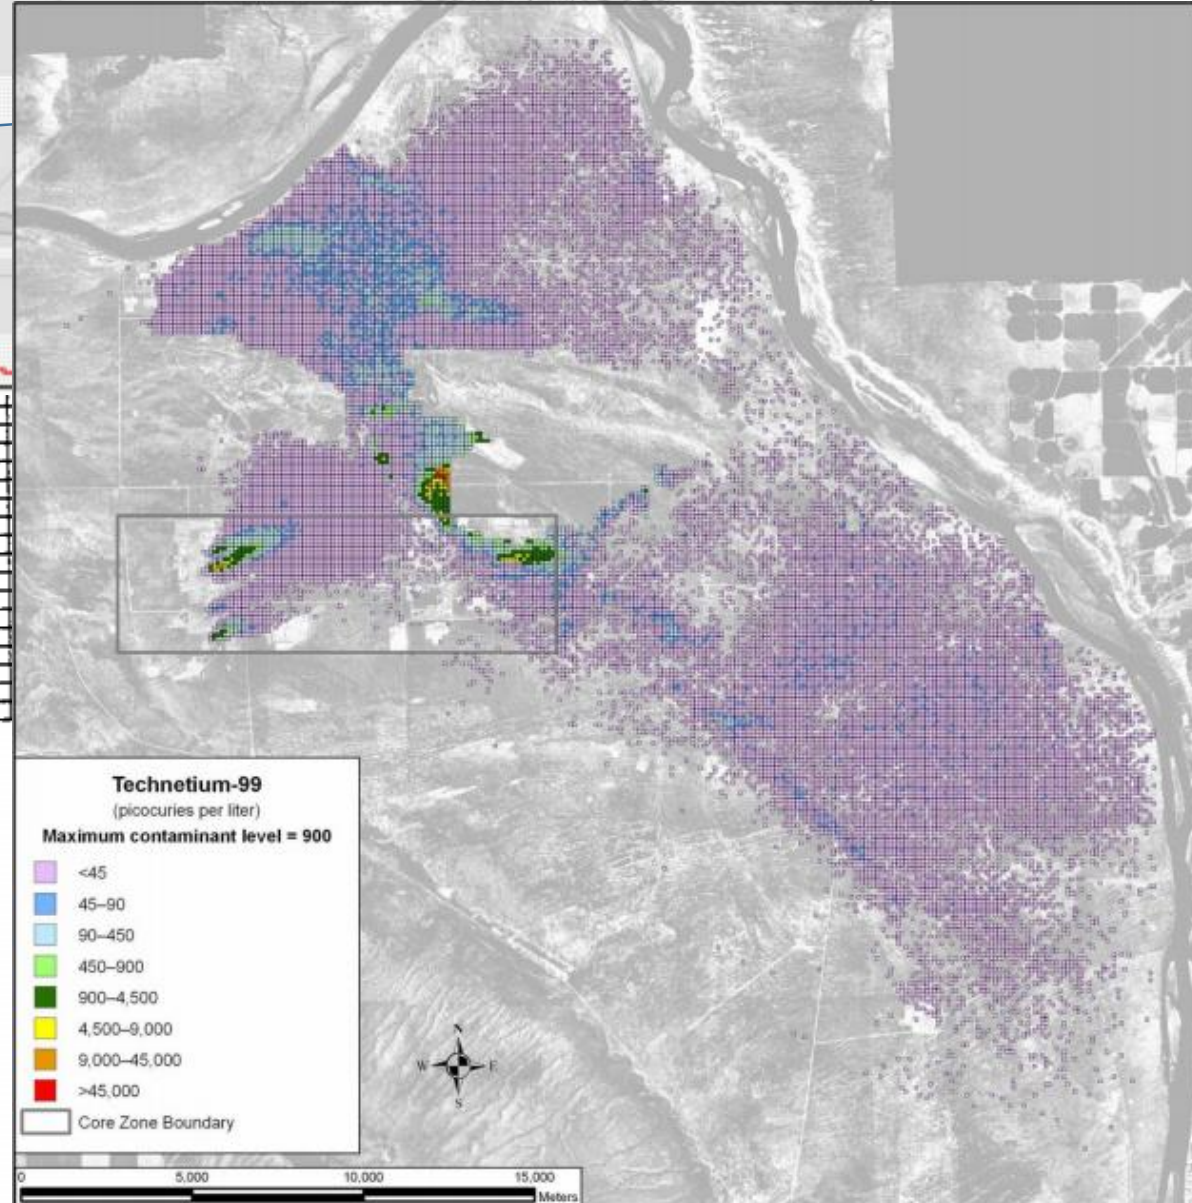 Technetium-99
(picocuries per liter)
Maximum contaminant level = 900
<45
45–90
90–450
450–900
900–4,500
4,500–9,000
9,000–45,000
>45,000
Core Zone Boundary
N
W E
S
0 5,000 10,000 15,000
Meters